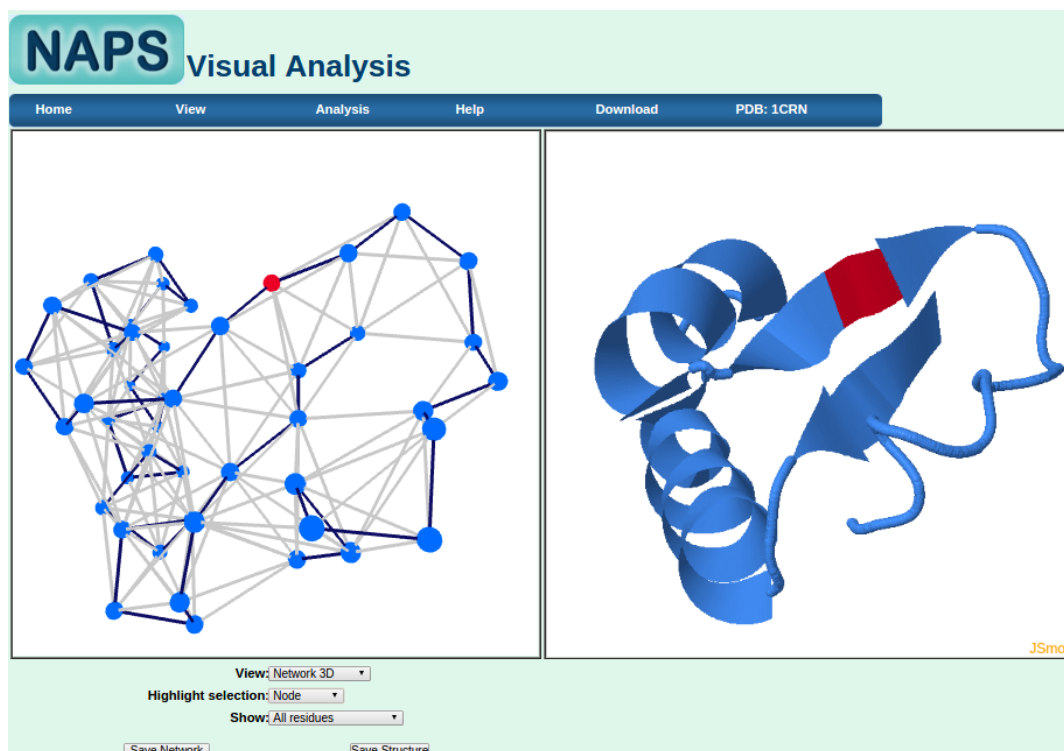 NAPS Visual Analysis
Home View Analysis Help Download PDB: 1CRN
JSmo
View: Network 3D
Highlight selection: Node
Show: All residues
Save Network Save Structure